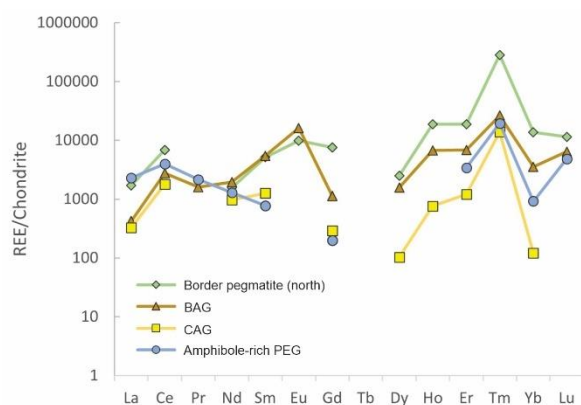 1000000
100000
10000
1000
100
10
1
REE/Chondrite
Border pegmatite (north)
BAG
CAG
Amphibole-rich PEG
La Ce Pr Nd Sm Eu Gd Tb Dy Ho Er Tm Yb Lu